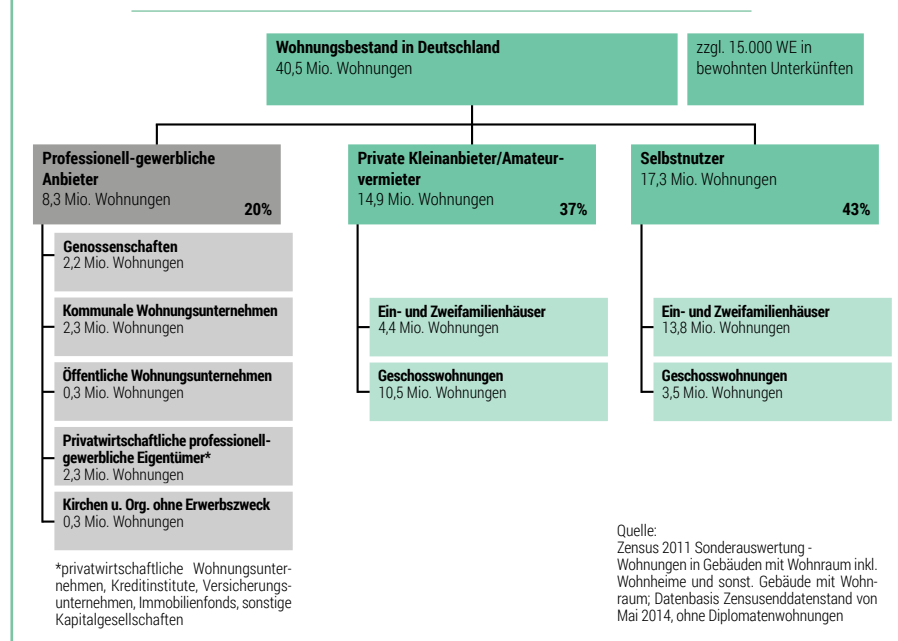 Wohnungsbestand in Deutschland
40,5 Mio. Wohnungen
zzgl. 15.000 WE in
bewohnten Unterkünften
Professionell-gewerbliche
Anbieter
8,3 Mio. Wohnungen
20%
Genossenschaften
2,2 Mio. Wohnungen
Kommunale Wohnungsunternehmen
2,3 Mio. Wohnungen
Öffentliche Wohnungsunternehmen
0,3 Mio. Wohnungen
Privatwirtschaftliche professionell-
gewerbliche Eigentümer*
2,3 Mio. Wohnungen
Kirchen u. Org. ohne Erwerbszweck
0,3 Mio. Wohnungen
*privatwirtschaftliche Wohnungsunter-
nehmen, Kreditinstitute, Versicherungs-
unternehmen, Immobilienfonds, sonstige
Kapitalgesellschaften
Private Kleinanbieter/Amateur-
vermieter
14,9 Mio. Wohnungen
37%
Ein- und Zweifamilienhäuser
4,4 Mio. Wohnungen
Geschosswohnungen
10,5 Mio. Wohnungen
Selbstnutzer
17,3 Mio. Wohnungen
43%
Ein- und Zweifamilienhäuser
13,8 Mio. Wohnungen
Geschosswohnungen
3,5 Mio. Wohnungen
Quelle:
Zensus 2011 Sonderauswertung -
Wohnungen in Gebäuden mit Wohnraum inkl.
Wohnheime und sonst. Gebäude mit Wohn-
raum; Datenbasis Zensusenddatenstand von
Mai 2014, ohne Diplomatenwohnungen